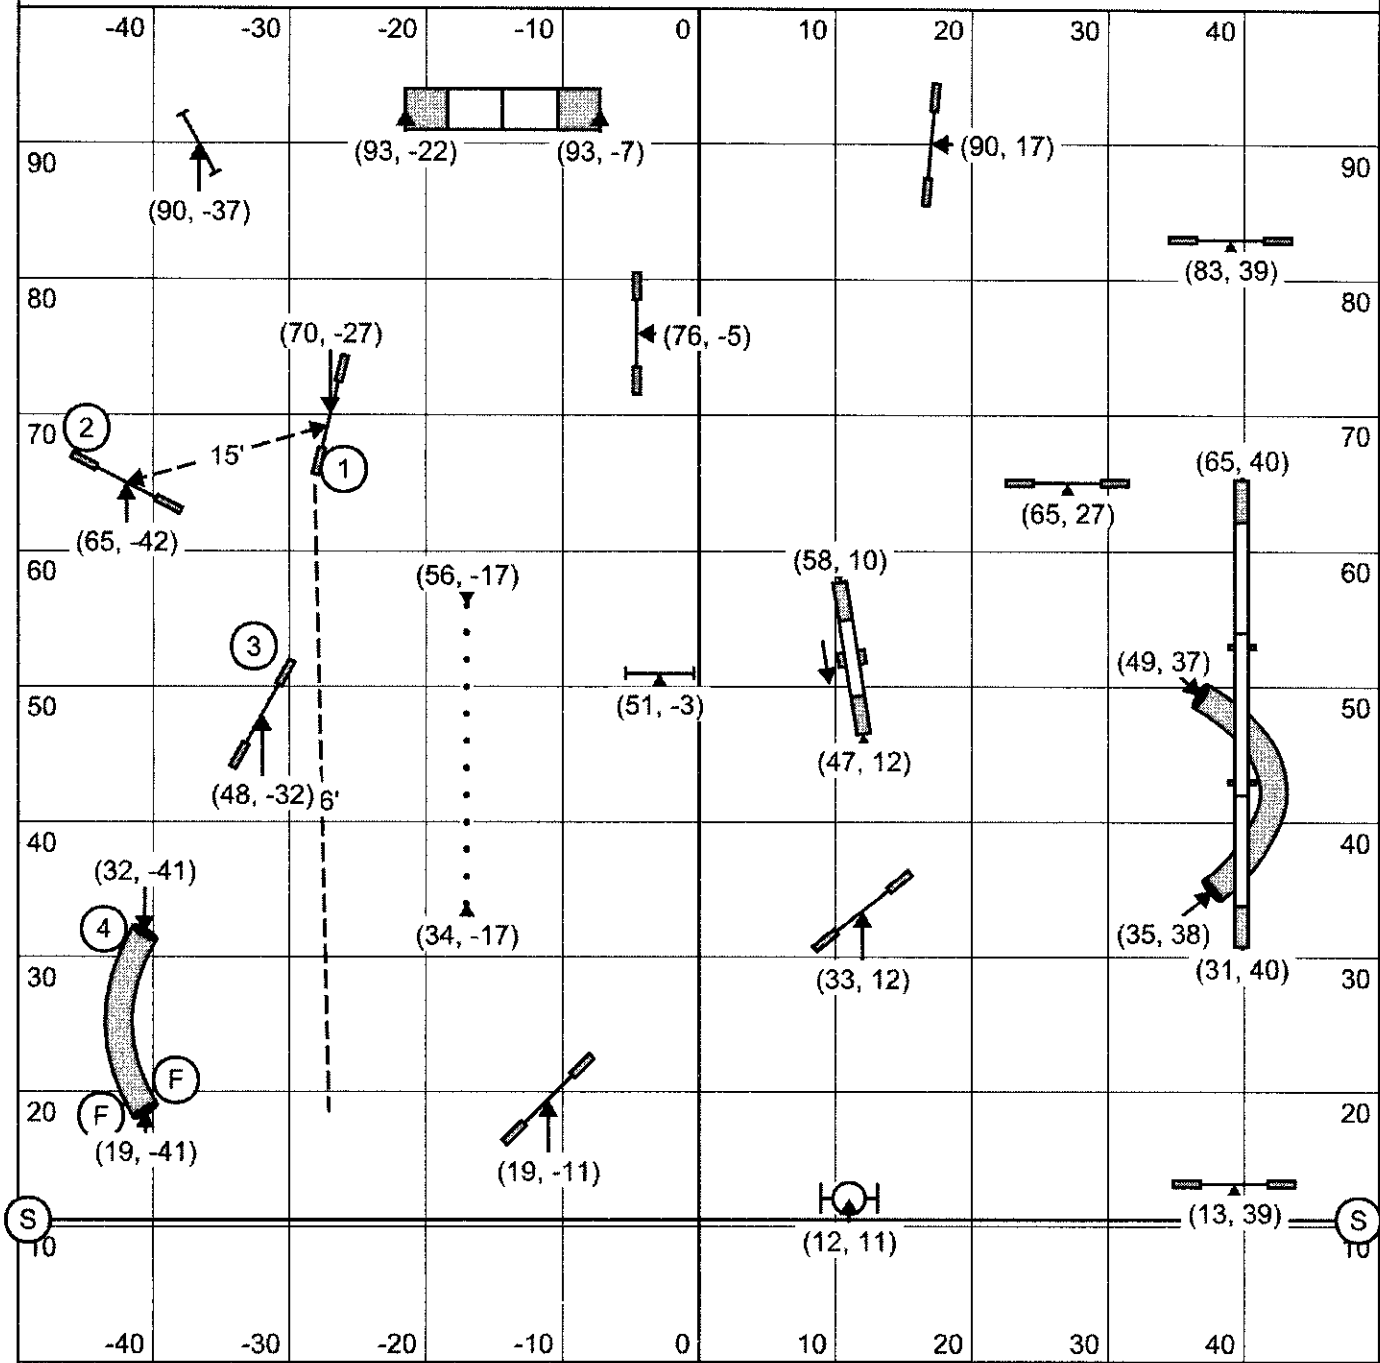 -40 -30 -20 -10 0 10 20 30 40
(93, -22) (93, -7) (90, 17)
90 90
(90, -37)
(83, 39)
80 80
(70, -27) (76, -5)
70 2 70
15' 1 (65, 40)
(65, -42) (65, 27)
60 (56, -17) (58, 10) 60
3 (49, 37)
50 (51, -3) 50
(47, 12)
(48, -32) 6'
40 40
(32, -41)
4 (34, -17) (35, 38)
30 (33, 12) (31, 40) 30
F
20 F 20
(19, -41) (19, -11)
S (13, 39) S
10 (12, 11) 10
-40 -30 -20 -10 0 10 20 30 40